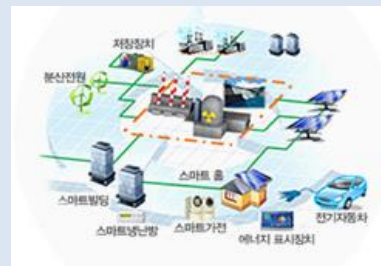 저장장치
분산전원
스마트 홈
스마트빌딩
전기자동차
스마트냉난방
스마트가전
에너지 표시장치